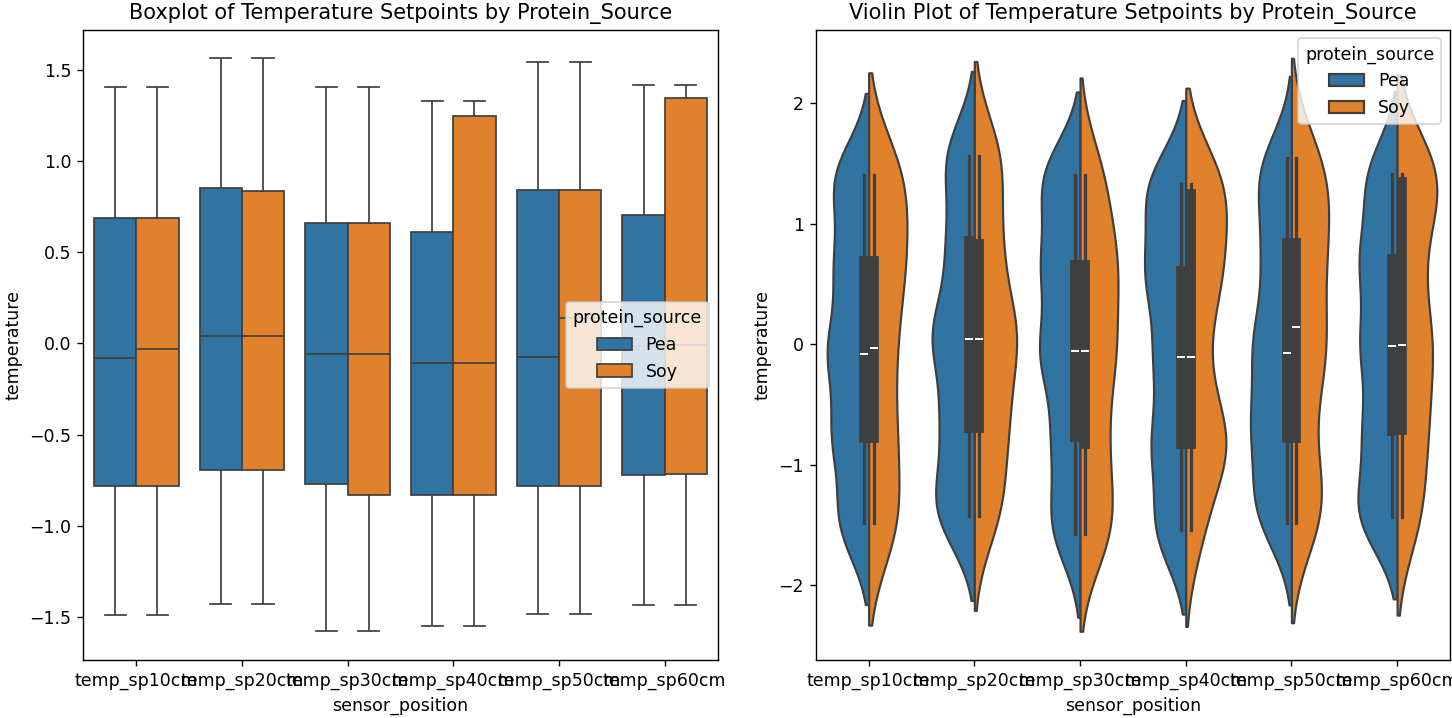 Boxplot of Temperature Setpoints by Protein_Source
temperature
1.5
1.0
0.5
0.0
−0.5
−1.0
−1.5
protein_source
Pea
Soy
temp_sp10cm temp_sp20cm temp_sp30cm temp_sp40cm temp_sp50cm temp_sp60cm
sensor_position
Violin Plot of Temperature Setpoints by Protein_Source
temperature
2
1
0
−1
−2
protein_source
Pea
Soy
temp_sp10cm temp_sp20cm temp_sp30cm temp_sp40cm temp_sp50cm temp_sp60cm
sensor_position